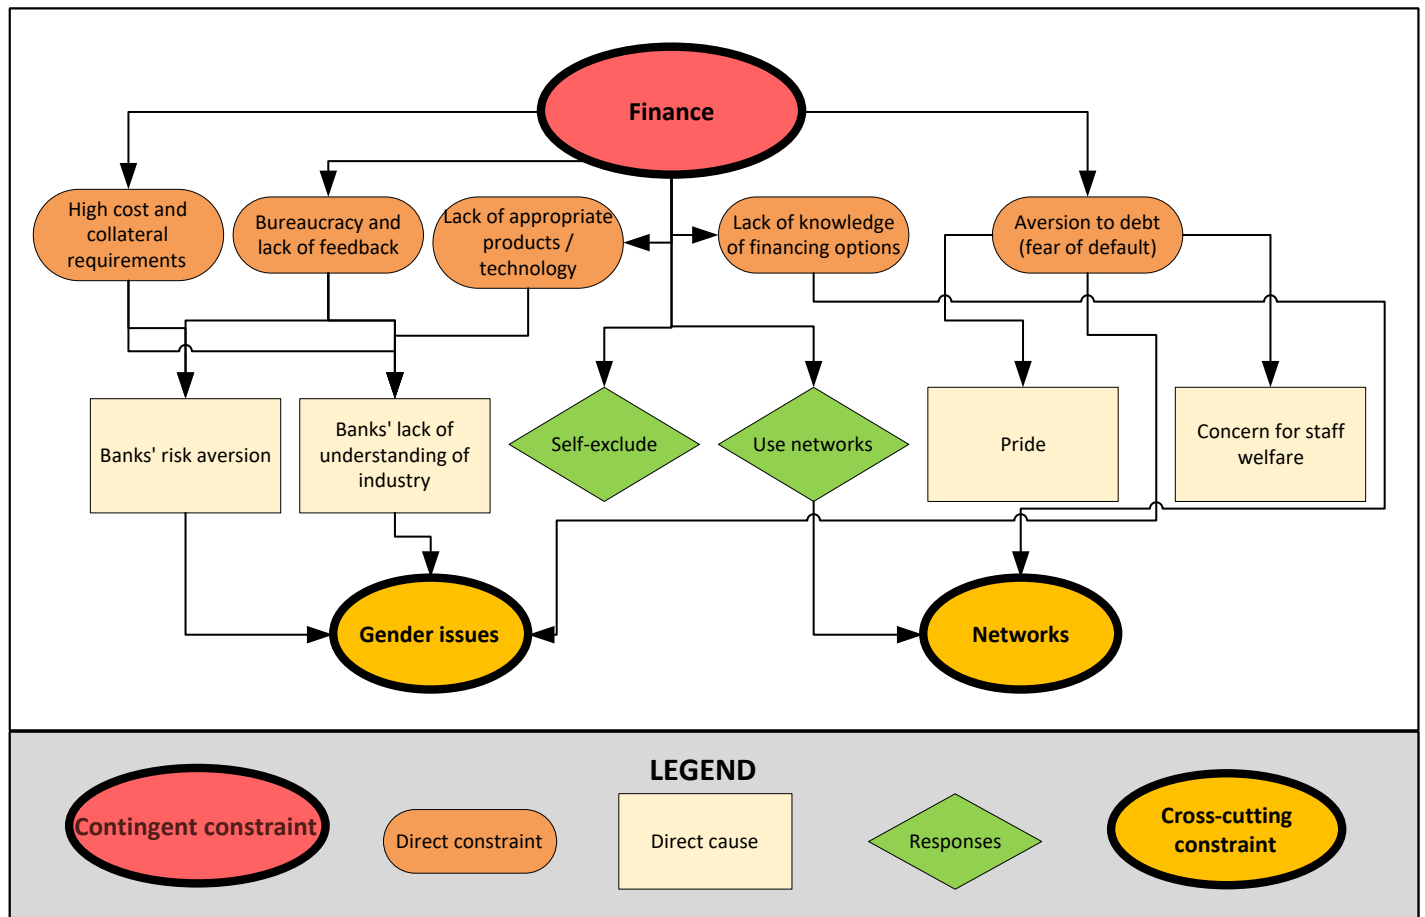 Finance
High cost and
collateral
requirements
Bureaucracy and
lack of feedback
Lack of appropriate
products /
technology
Lack of knowledge
of financing options
Aversion to debt
(fear of default)
Banks' risk aversion
Banks' lack of
understanding of
industry
Self-exclude
Use networks
Pride
Concern for staff
welfare
Gender issues
Networks
LEGEND
Contingent constraint
Direct constraint
Direct cause
Responses
Cross-cutting
constraint